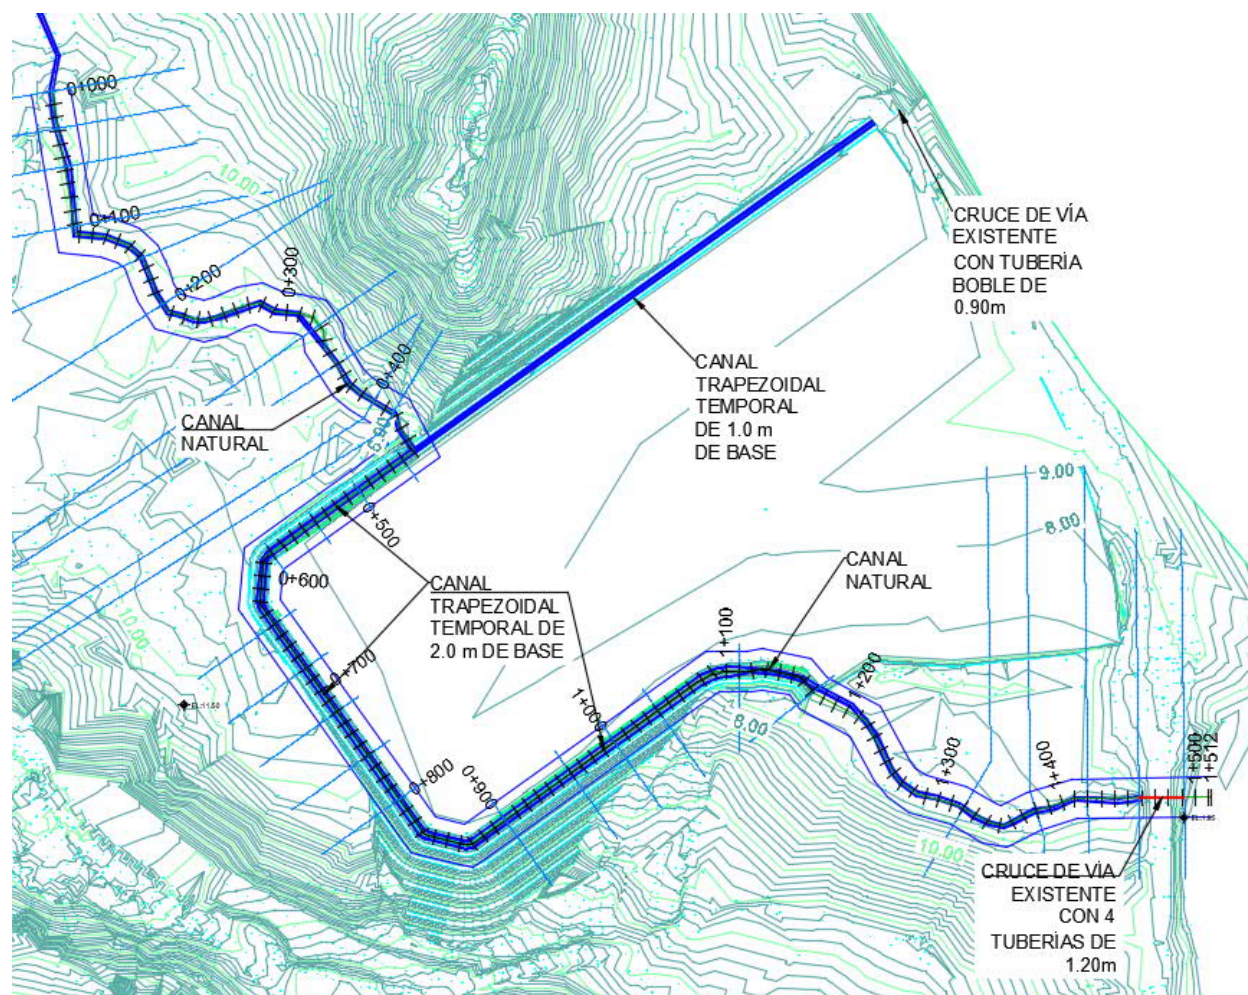 0+000
10.00
0+100
0+200
0+300
0+400
CRUCE DE VÍA
EXISTENTE
CON TUBERÌA
BOBLE DE
0.90m
CANAL
TRAPEZOIDAL
TEMPORAL
DE 1.0 m
DE BASE
CANAL
NATURAL
9.00
8.00
0+500
0+600
10.00
CANAL
TRAPEZOIDAL
TEMPORAL DE
2.0 m DE BASE
CANAL
NATURAL
0+700
0+800
0+900
1+000
1+100
8.00
1+200
1+300
1+400
1+500
1+512
10.00
CRUCE DE VÌA
EXISTENTE
CON 4
TUBERÌAS DE
1.20m